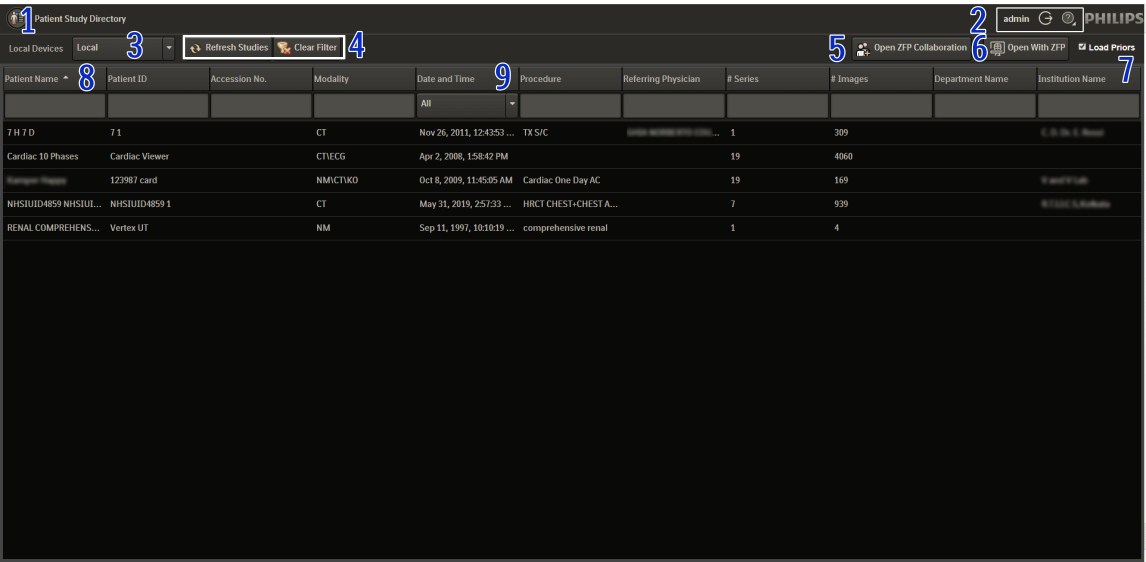 1 Patient Study Directory 2 admin PHILIPS
Local Devices Local 3 Refresh Studies Clear Filter 4 5 Open ZFP Collaboration 6 Open With ZFP Load Priors 7
Patient Name 8 Patient ID Accession No. Modality Date and Time 9 Procedure Referring Physician # Series # Images Department Name Institution Name
All
7 H 7 D 7 1 CT Nov 26, 2011, 12:43:53 ... TX S/C ... 1 309
Cardiac 10 Phases Cardiac Viewer CT\ECG Apr 2, 2008, 1:58:42 PM 19 4060
123987 card NM\CT\KO Oct 8, 2009, 11:45:05 AM Cardiac One Day AC 19 169
NHSIUID4859 NHSIUI... NHSIUID4859 1 CT May 31, 2019, 2:57:33 ... HRCT CHEST+CHEST A... 7 939
RENAL COMPREHENS... Vertex UT NM Sep 11, 1997, 10:10:19 ... comprehensive renal 1 4